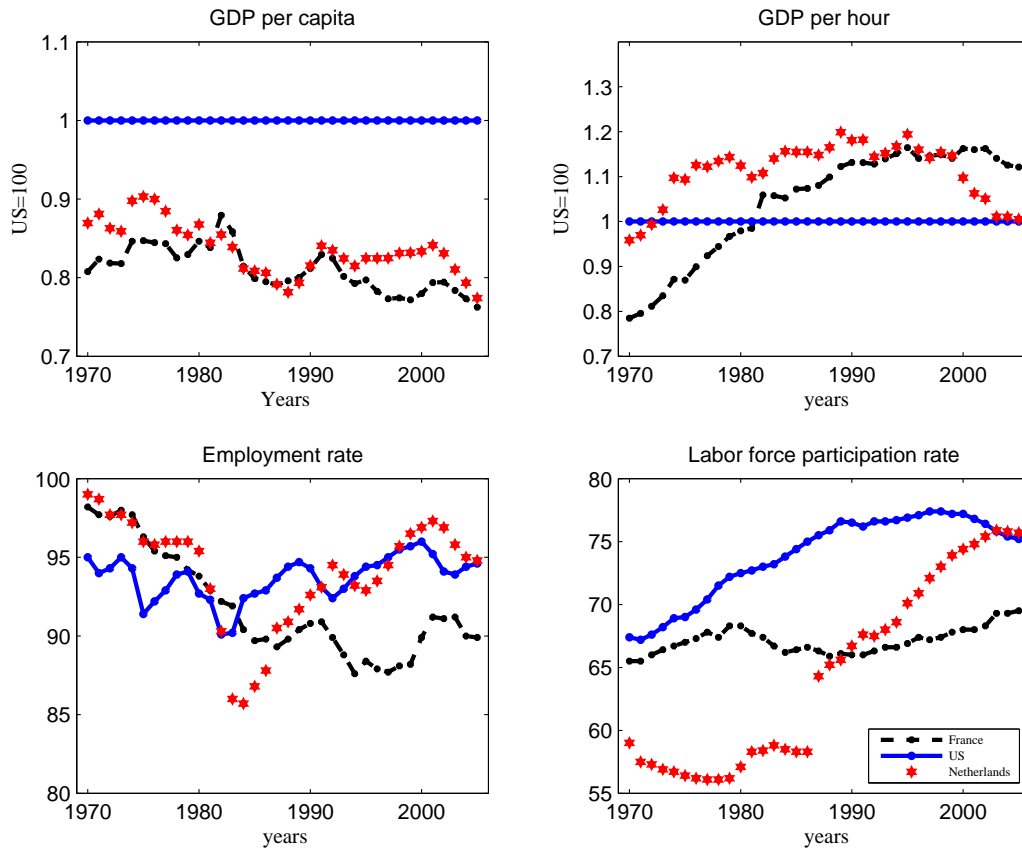 GDP per capita
1.1
1
0.9
0.8
0.7
US=100
1970 1980 1990 2000
Years
GDP per hour
1.3
1.2
1.1
1
0.9
0.8
0.7
US=100
1970 1980 1990 2000
years
Employment rate
100
95
90
85
80
1970 1980 1990 2000
years
Labor force participation rate
80
75
70
65
60
55
1970 1980 1990 2000
years
France
US
Netherlands